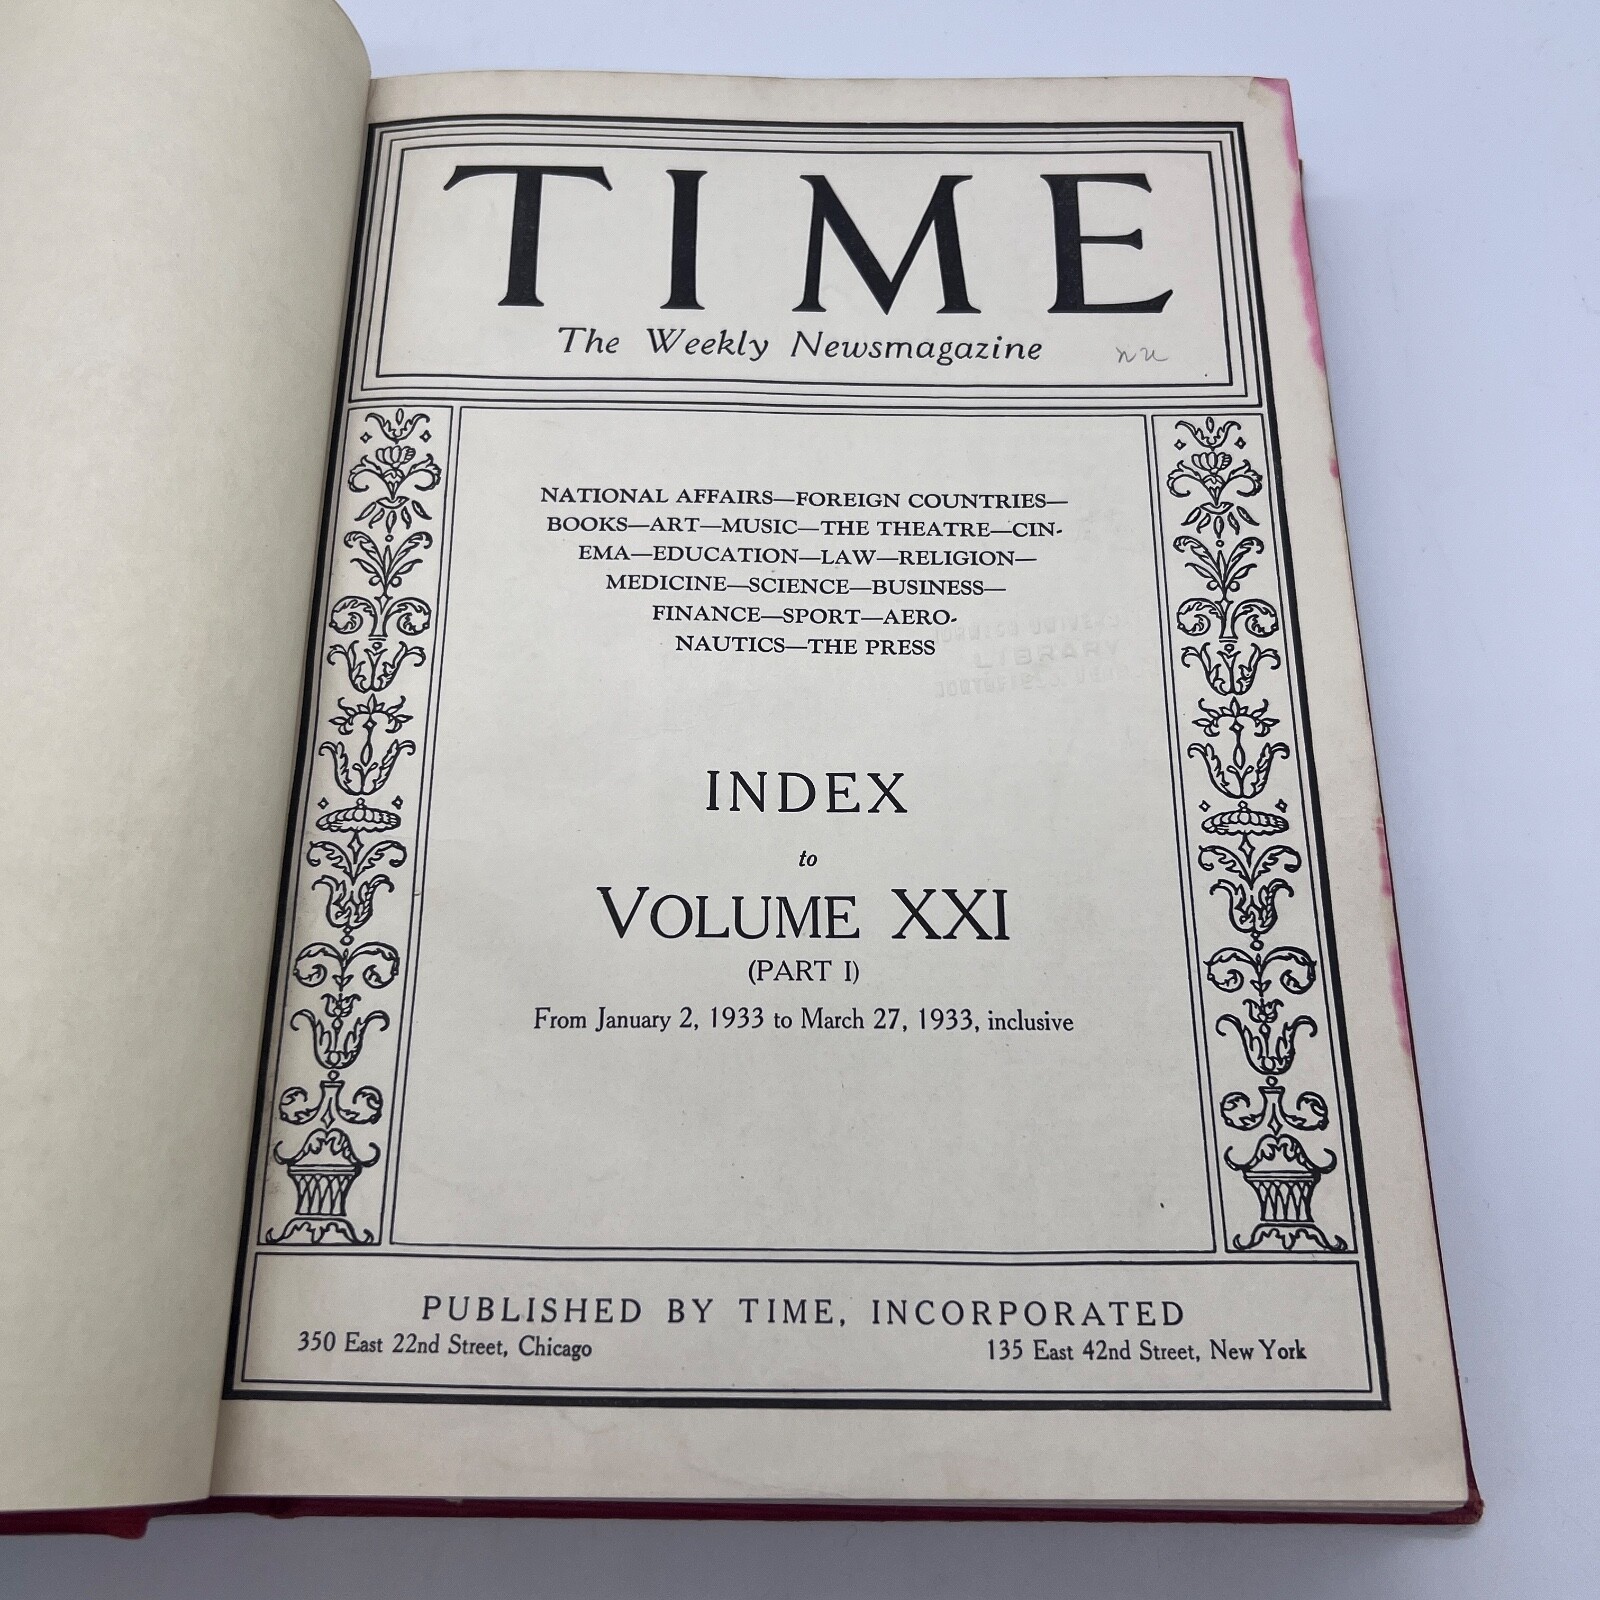 TIME
The Weekly Newsmagazine
NATIONAL AFFAIRS—FOREIGN COUNTRIES—
BOOKS—ART—MUSIC—THE THEATRE—CIN-
EMA—EDUCATION—LAW—RELIGION—
MEDICINE—SCIENCE—BUSINESS—
FINANCE—SPORT—AERO-
NAUTICS—THE PRESS
LIBRARY
INDEX
to
VOLUME XXI
(PART I)
From January 2, 1933 to March 27, 1933, inclusive
PUBLISHED BY TIME, INCORPORATED
350 East 22nd Street, Chicago 135 East 42nd Street, New York